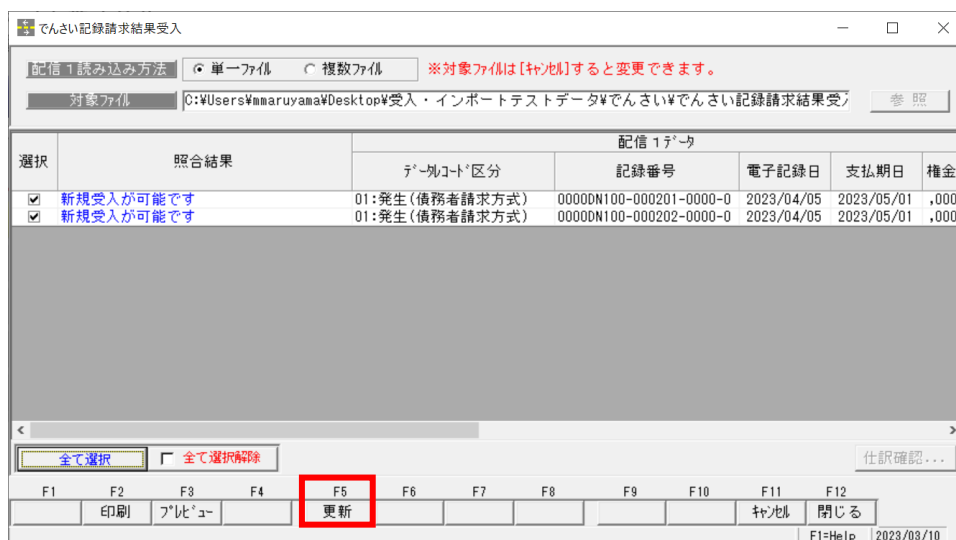 でんさい記録請求結果受入
配信1読み込み方法 単一ファイル 複数ファイル ※対象ファイルは[キャンセル]すると変更できます。
対象ファイル C:¥Users¥mmaruyama¥Desktop¥受入・インポートテストデータ¥でんさい¥でんさい記録請求結果受 参照
配信1データ
選択 照合結果 データレコード区分 記録番号 電子記録日 支払期日 権金
新規受入が可能です 01:発生(債務者請求方式) 0000DN100-000201-0000-0 2023/04/05 2023/05/01 ,000
新規受入が可能です 01:発生(債務者請求方式) 0000DN100-000202-0000-0 2023/04/05 2023/05/01 ,000
全て選択 全て選択解除 仕訳確認...
F1 F2 F3 F4 F5 F6 F7 F8 F9 F10 F11 F12
印刷 プレビュー 更新 キャンセル 閉じる
F1=Help 2023/03/10